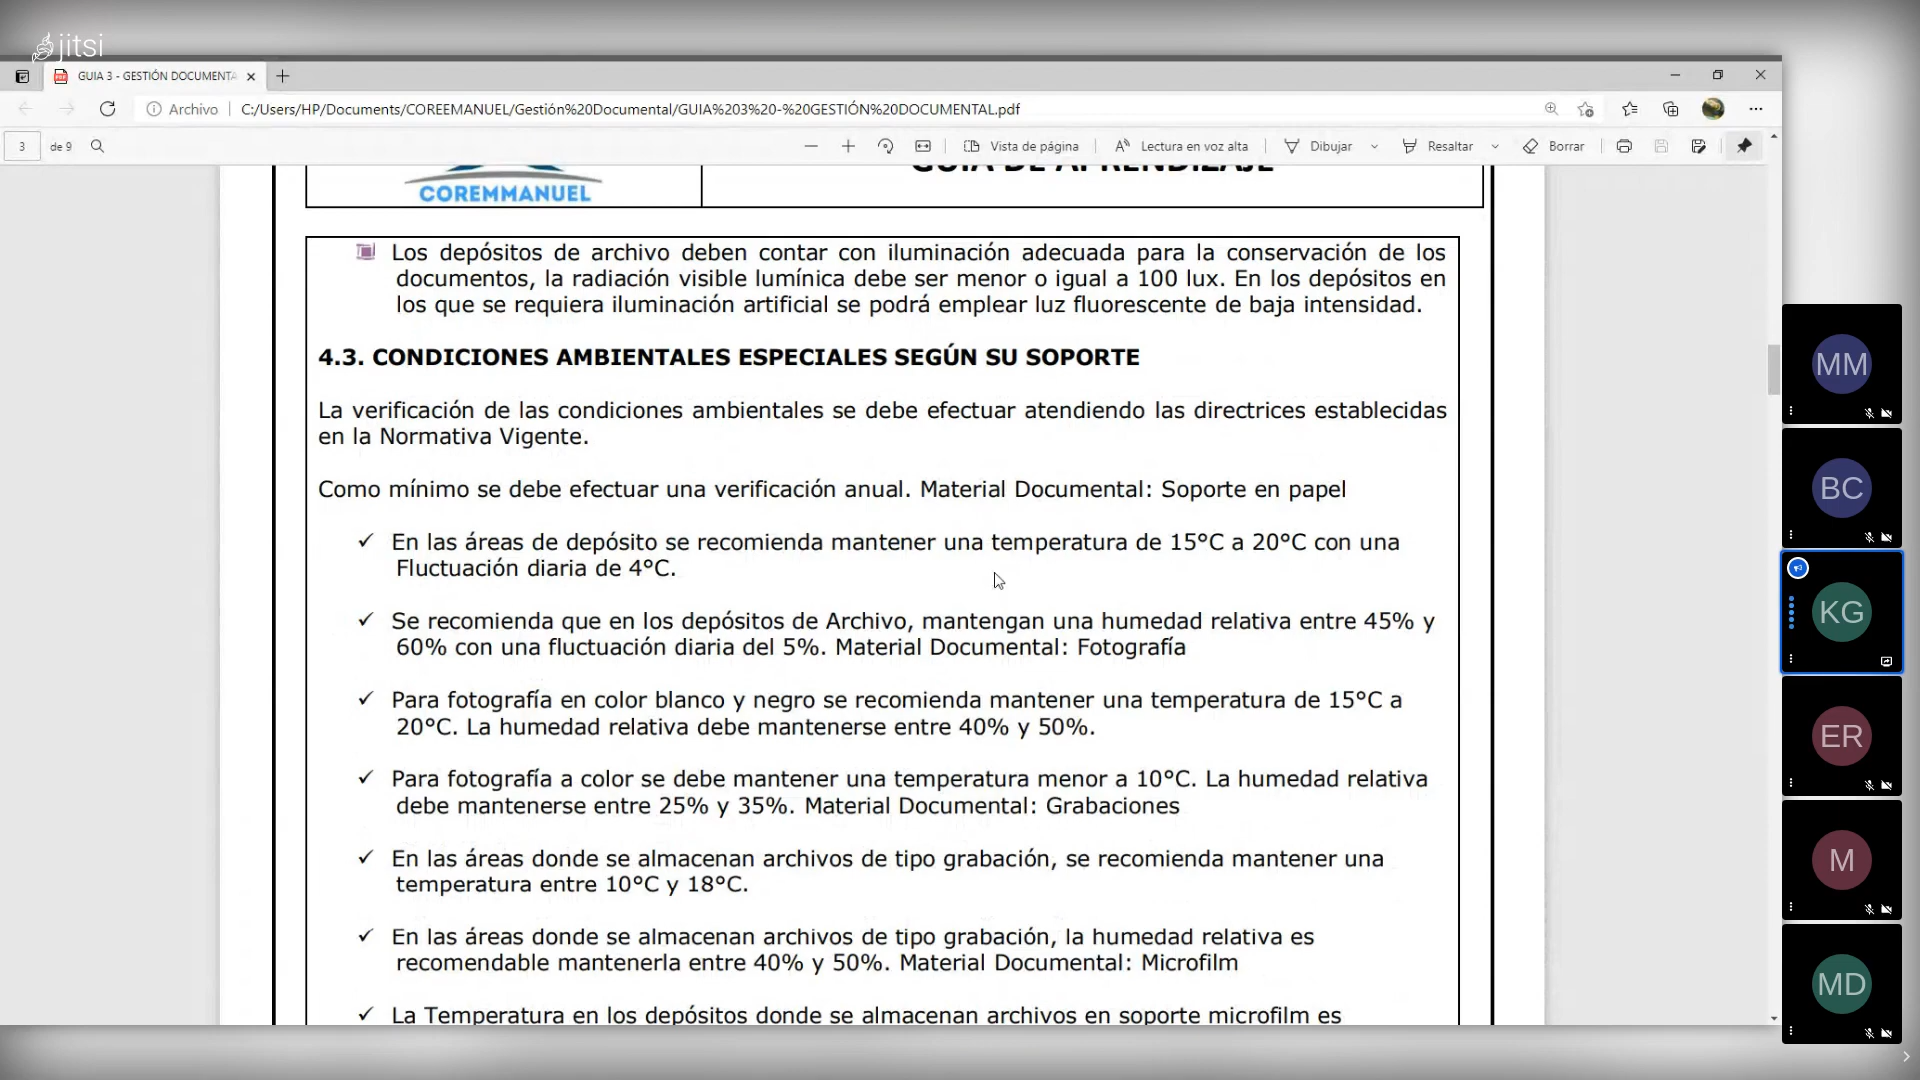 jitsi
GUIA 3 - GESTIÓN DOCUMENTA
Archivo
C:/Users/HP/Documents/COREEMANUEL/Gestión%20Documental/GUIA%203%20-%20GESTIÓN%20DOCUMENTAL.pdf
3 de 9
Vista de página
Lectura en voz alta
Dibujar
Resaltar
Borrar
COREMMANUEL
GUIA DE APRENDIZAJE
Los depósitos de archivo deben contar con iluminación adecuada para la conservación de los
documentos, la radiación visible lumínica debe ser menor o igual a 100 lux. En los depósitos en
los que se requiera iluminación artificial se podrá emplear luz fluorescente de baja intensidad.
4.3. CONDICIONES AMBIENTALES ESPECIALES SEGÚN SU SOPORTE
La verificación de las condiciones ambientales se debe efectuar atendiendo las directrices establecidas
en la Normativa Vigente.
Como mínimo se debe efectuar una verificación anual. Material Documental: Soporte en papel
✓ En las áreas de depósito se recomienda mantener una temperatura de 15°C a 20°C con una
Fluctuación diaria de 4°C.
✓ Se recomienda que en los depósitos de Archivo, mantengan una humedad relativa entre 45% y
60% con una fluctuación diaria del 5%. Material Documental: Fotografía
✓ Para fotografía en color blanco y negro se recomienda mantener una temperatura de 15°C a
20°C. La humedad relativa debe mantenerse entre 40% y 50%.
✓ Para fotografía a color se debe mantener una temperatura menor a 10°C. La humedad relativa
debe mantenerse entre 25% y 35%. Material Documental: Grabaciones
✓ En las áreas donde se almacenan archivos de tipo grabación, se recomienda mantener una
temperatura entre 10°C y 18°C.
✓ En las áreas donde se almacenan archivos de tipo grabación, la humedad relativa es
recomendable mantenerla entre 40% y 50%. Material Documental: Microfilm
✓ La Temperatura en los depósitos donde se almacenan archivos en soporte microfilm es
MM
BC
KG
ER
M
MD